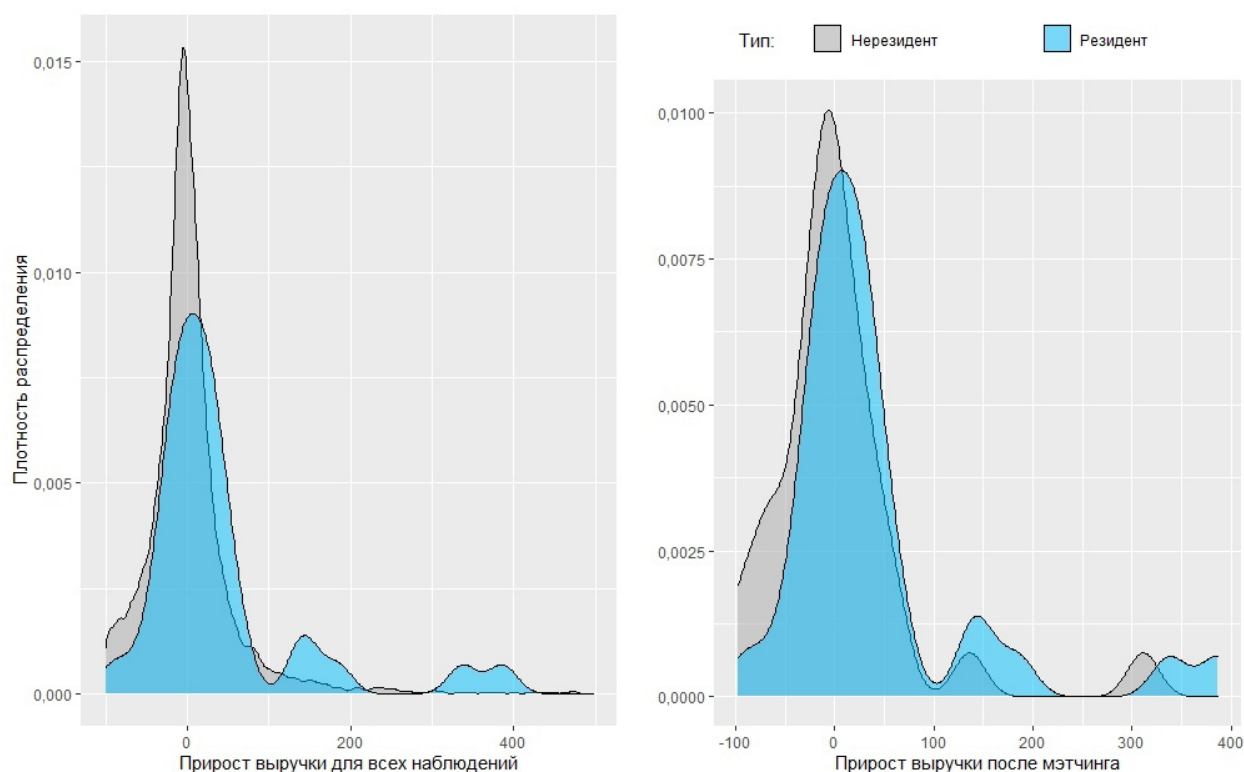 0,015
0,010
0,005
0,000
Плотность распределения
0 200 400
Прирост выручки для всех наблюдений
Тип: Нерезидент Резидент
0,0100
0,0075
0,0050
0,0025
0,0000
-100 0 100 200 300 400
Прирост выручки после мэтчинга